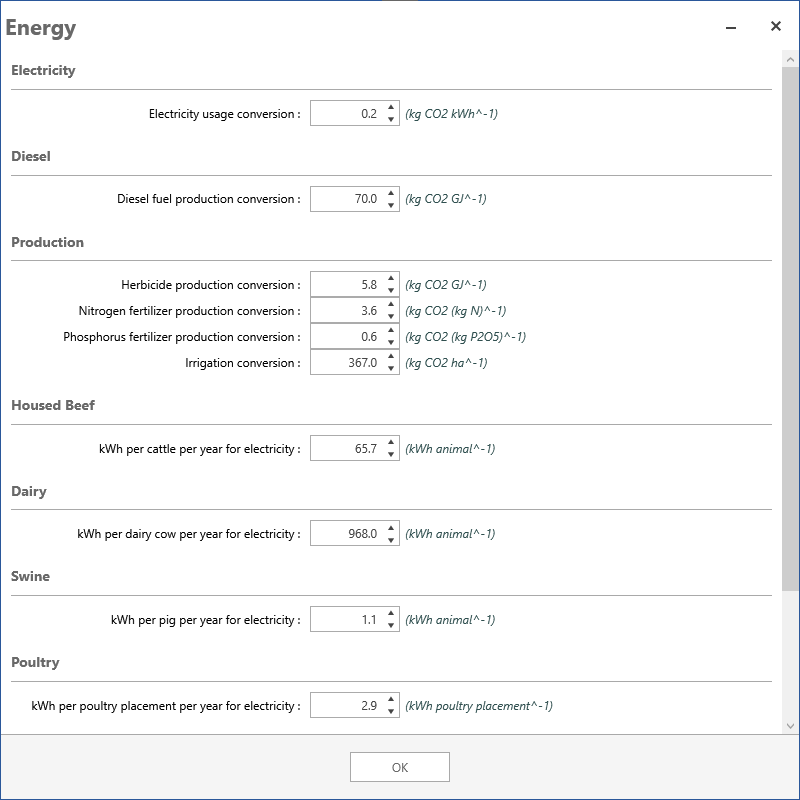 Energy
Electricity
Electricity usage conversion : 0.2 (kg CO2 kWh^-1)
Diesel
Diesel fuel production conversion : 70.0 (kg CO2 GJ^-1)
Production
Herbicide production conversion : 5.8 (kg CO2 GJ^-1)
Nitrogen fertilizer production conversion : 3.6 (kg CO2 (kg N)^-1)
Phosphorus fertilizer production conversion : 0.6 (kg CO2 (kg P2O5)^-1)
Irrigation conversion : 367.0 (kg CO2 ha^-1)
Housed Beef
kWh per cattle per year for electricity : 65.7 (kWh animal^-1)
Dairy
kWh per dairy cow per year for electricity : 968.0 (kWh animal^-1)
Swine
kWh per pig per year for electricity : 1.1 (kWh animal^-1)
Poultry
kWh per poultry placement per year for electricity : 2.9 (kWh poultry placement^-1)
OK